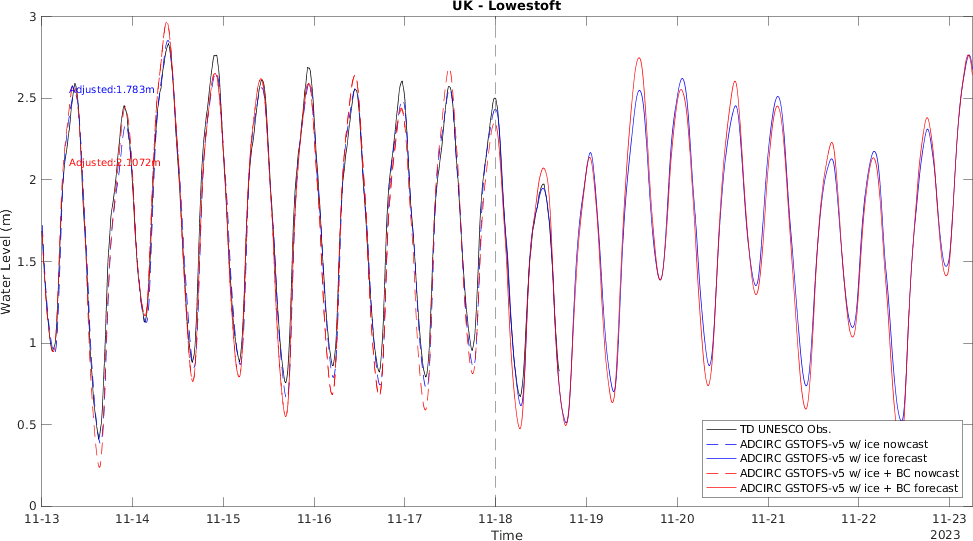 UK - Lowestoft
3
2.5
2
1.5
1
0.5
0
Water Level (m)
Adjusted:1.783m
Adjusted:2.1072m
TD UNESCO Obs.
ADCIRC GSTOFS-v5 w/ ice nowcast
ADCIRC GSTOFS-v5 w/ ice forecast
ADCIRC GSTOFS-v5 w/ ice + BC nowcast
ADCIRC GSTOFS-v5 w/ ice + BC forecast
11-13 11-14 11-15 11-16 11-17 11-18 11-19 11-20 11-21 11-22 11-23
Time
2023